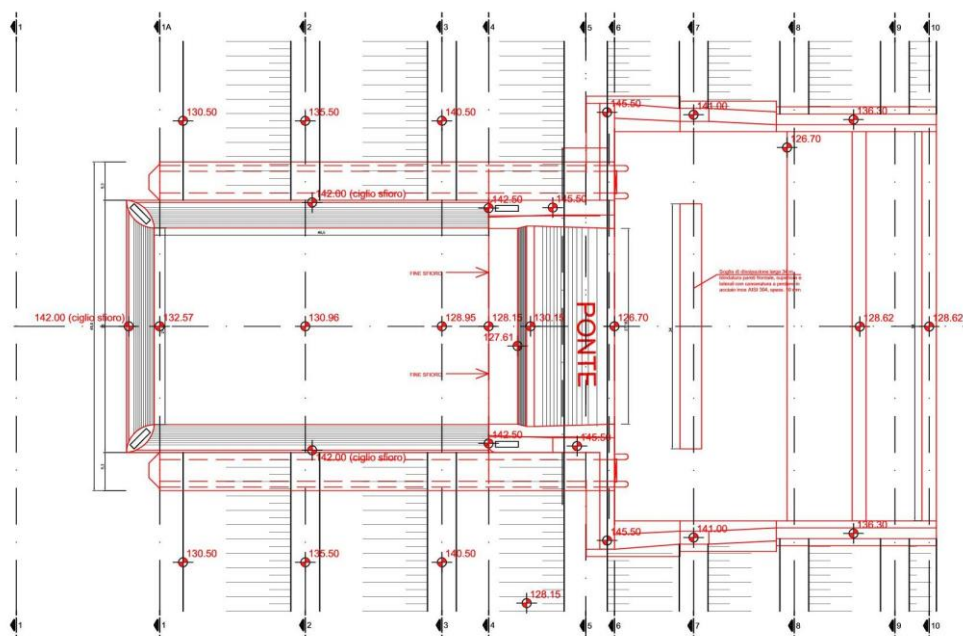 1 1A 2 3 4 5 6 7 8 9 10
145.50 141.00 136.30
130.50 135.50 140.50
126.70
142.00 (ciglio sfioro) 142.50 145.50
FINE SFIORO
142.00 (ciglio sfioro) 132.57 130.96 128.95 128.15 130.15 126.70 128.62 128.62
127.61
PONTE
FINE SFIORO
142.50 145.50
142.00 (ciglio sfioro)
145.50 141.00 136.30
130.50 135.50 140.50
128.15
1 1 2 3 4 5 6 7 8 9 10